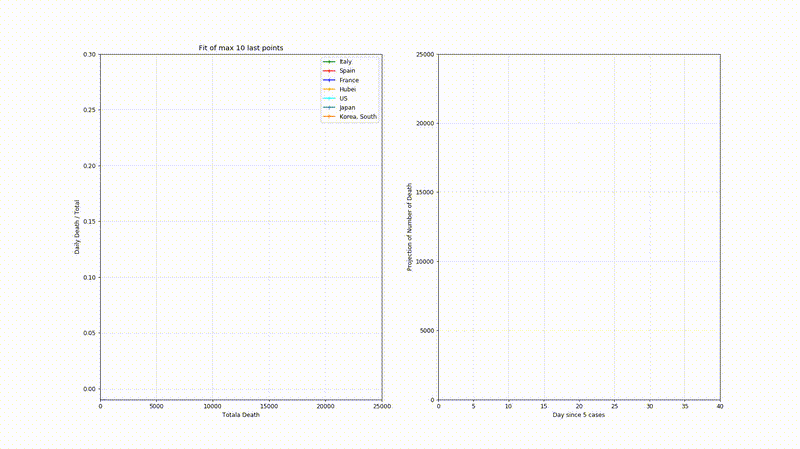 Fit of max 10 last points
0.30
0.25
0.20
0.15
0.10
0.05
0.00
Daily Death / Total
Italy
Spain
France
Hubei
US
Japan
Korea, South
0 5000 10000 15000 20000 25000
Totala Death
25000
20000
15000
10000
5000
0
Projection of Number of Death
0 5 10 15 20 25 30 35 40
Day since 5 cases